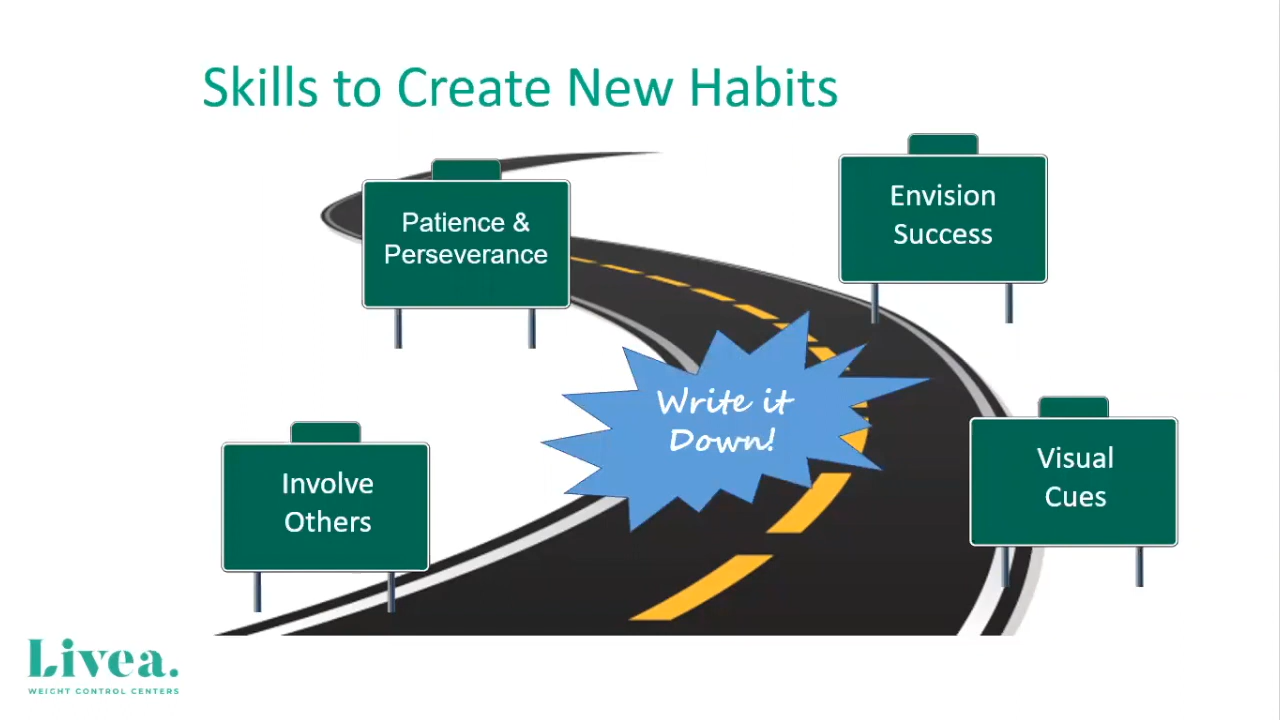 Skills to Create New Habits
Patience &
Perseverance
Envision
Success
Write it
Down!
Involve
Others
Visual
Cues
Livea.
WEIGHT CONTROL CENTERS